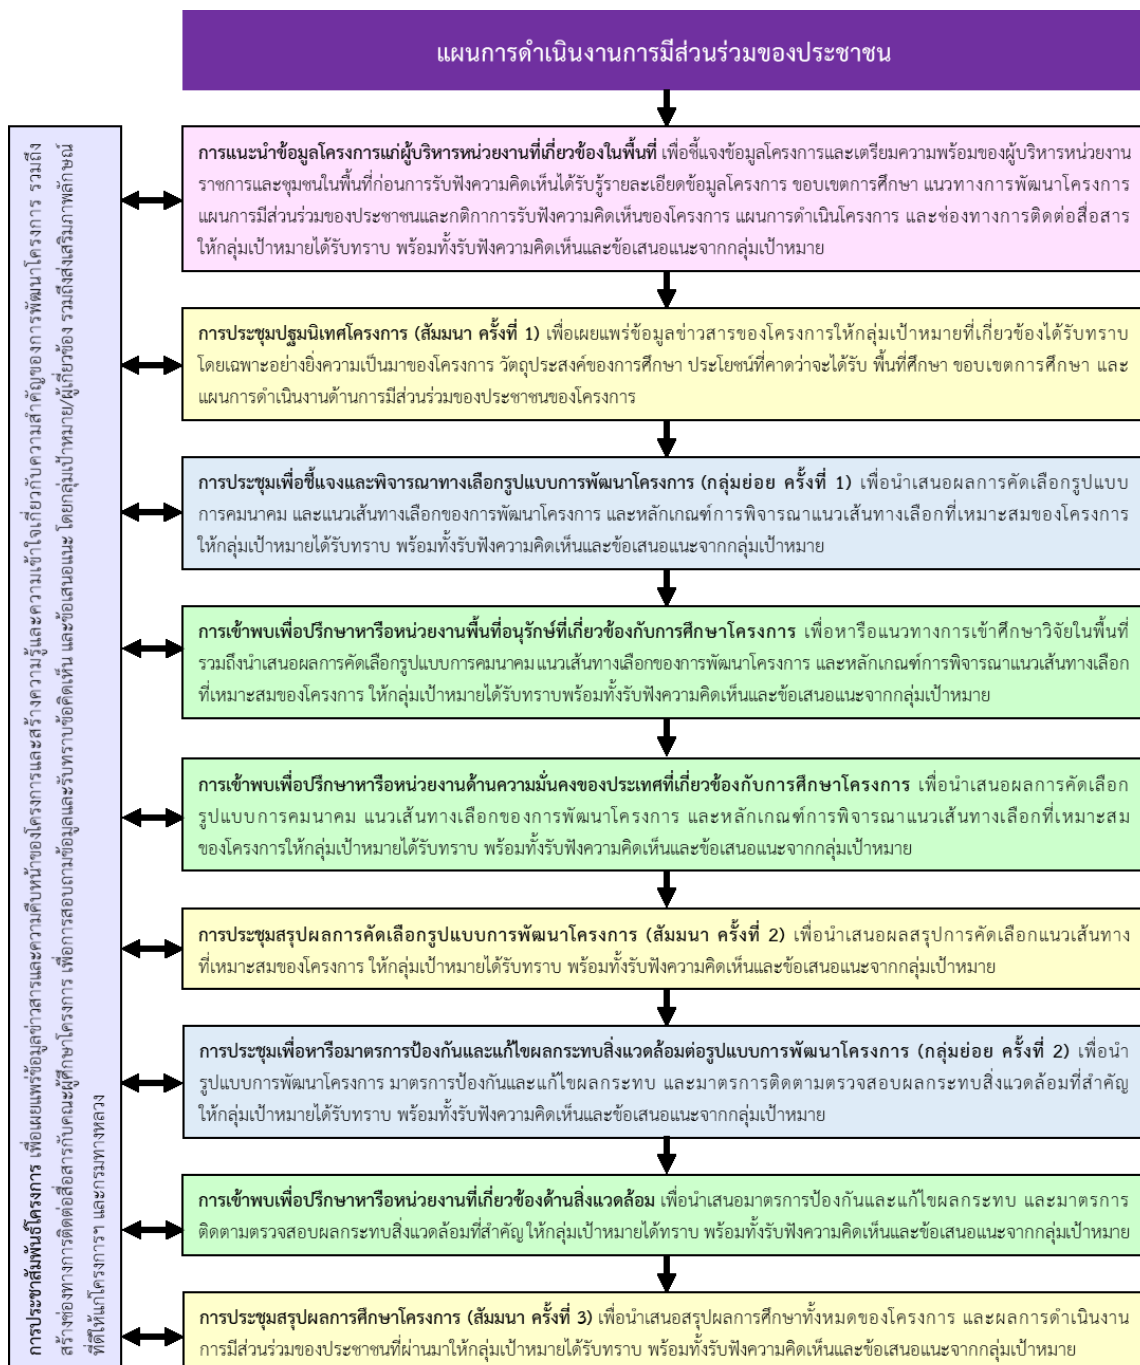 แผนการดำเนินงานการมีส่วนร่วมของประชาชน
การประชาสัมพันธ์โครงการ เพื่อเผยแพร่ข้อมูลข่าวสารและความคืบหน้าของโครงการและสร้างความรู้และความเข้าใจเกี่ยวกับความสำคัญของการพัฒนาโครงการ รวมถึง
สร้างช่องทางการติดต่อสื่อสารกับคณะผู้ศึกษาโครงการ เพื่อการสอบถามข้อมูลและรับทราบข้อคิดเห็น และข้อเสนอแนะ โดยกลุ่มเป้าหมาย/ผู้เกี่ยวข้อง รวมถึงส่งเสริมภาพลักษณ์
ที่ดีให้แก่โครงการฯ และกรมทางหลวง
การแนะนำข้อมูลโครงการแก่ผู้บริหารหน่วยงานที่เกี่ยวข้องในพื้นที่ เพื่อชี้แจงข้อมูลโครงการและเตรียมความพร้อมของผู้บริหารหน่วยงาน
ราชการและชุมชนในพื้นที่ก่อนการรับฟังความคิดเห็นได้รับรู้รายละเอียดข้อมูลโครงการ ขอบเขตการศึกษา แนวทางการพัฒนาโครงการ
แผนการมีส่วนร่วมของประชาชนและกติกาการรับฟังความคิดเห็นของโครงการ แผนการดำเนินโครงการ และช่องทางการติดต่อสื่อสาร
ให้กลุ่มเป้าหมายได้รับทราบ พร้อมทั้งรับฟังความคิดเห็นและข้อเสนอแนะจากกลุ่มเป้าหมาย
การประชุมปฐมนิเทศโครงการ (สัมมนา ครั้งที่ 1) เพื่อเผยแพร่ข้อมูลข่าวสารของโครงการให้กลุ่มเป้าหมายที่เกี่ยวข้องได้รับทราบ
โดยเฉพาะอย่างยิ่งความเป็นมาของโครงการ วัตถุประสงค์ของการศึกษา ประโยชน์ที่คาดว่าจะได้รับ พื้นที่ศึกษา ขอบเขตการศึกษา และ
แผนการดำเนินงานด้านการมีส่วนร่วมของประชาชนของโครงการ
การประชุมเพื่อชี้แจงและพิจารณาทางเลือกรูปแบบการพัฒนาโครงการ (กลุ่มย่อย ครั้งที่ 1) เพื่อนำเสนอผลการคัดเลือกรูปแบบ
การคมนาคม และแนวเส้นทางเลือกของการพัฒนาโครงการ และหลักเกณฑ์การพิจารณาแนวเส้นทางเลือกที่เหมาะสมของโครงการ
ให้กลุ่มเป้าหมายได้รับทราบ พร้อมทั้งรับฟังความคิดเห็นและข้อเสนอแนะจากกลุ่มเป้าหมาย
การเข้าพบเพื่อปรึกษาหารือหน่วยงานพื้นที่อนุรักษ์ที่เกี่ยวข้องกับการศึกษาโครงการ เพื่อหารือแนวทางการเข้าศึกษาวิจัยในพื้นที่
รวมถึงนำเสนอผลการคัดเลือกรูปแบบการคมนาคม แนวเส้นทางเลือกของการพัฒนาโครงการ และหลักเกณฑ์การพิจารณาแนวเส้นทางเลือก
ที่เหมาะสมของโครงการ ให้กลุ่มเป้าหมายได้รับทราบพร้อมทั้งรับฟังความคิดเห็นและข้อเสนอแนะจากกลุ่มเป้าหมาย
การเข้าพบเพื่อปรึกษาหารือหน่วยงานด้านความมั่นคงของประเทศที่เกี่ยวข้องกับการศึกษาโครงการ เพื่อนำเสนอผลการคัดเลือก
รูปแบบการคมนาคม แนวเส้นทางเลือกของการพัฒนาโครงการ และหลักเกณฑ์การพิจารณาแนวเส้นทางเลือกที่เหมาะสม
ของโครงการให้กลุ่มเป้าหมายได้รับทราบ พร้อมทั้งรับฟังความคิดเห็นและข้อเสนอแนะจากกลุ่มเป้าหมาย
การประชุมสรุปผลการคัดเลือกรูปแบบการพัฒนาโครงการ (สัมมนา ครั้งที่ 2) เพื่อนำเสนอผลสรุปการคัดเลือกแนวเส้นทาง
ที่เหมาะสมของโครงการ ให้กลุ่มเป้าหมายได้รับทราบ พร้อมทั้งรับฟังความคิดเห็นและข้อเสนอแนะจากกลุ่มเป้าหมาย
การประชุมเพื่อหารือมาตรการป้องกันและแก้ไขผลกระทบสิ่งแวดล้อมต่อรูปแบบการพัฒนาโครงการ (กลุ่มย่อย ครั้งที่ 2) เพื่อนำ
รูปแบบการพัฒนาโครงการ มาตรการป้องกันและแก้ไขผลกระทบ และมาตรการติดตามตรวจสอบผลกระทบสิ่งแวดล้อมที่สำคัญ
ให้กลุ่มเป้าหมายได้รับทราบ พร้อมทั้งรับฟังความคิดเห็นและข้อเสนอแนะจากกลุ่มเป้าหมาย
การเข้าพบเพื่อปรึกษาหารือหน่วยงานที่เกี่ยวข้องด้านสิ่งแวดล้อม เพื่อนำเสนอมาตรการป้องกันและแก้ไขผลกระทบ และมาตรการ
ติดตามตรวจสอบผลกระทบสิ่งแวดล้อมที่สำคัญ ให้กลุ่มเป้าหมายได้ทราบ พร้อมทั้งรับฟังความคิดเห็นและข้อเสนอแนะจากกลุ่มเป้าหมาย
การประชุมสรุปผลการศึกษาโครงการ (สัมมนา ครั้งที่ 3) เพื่อนำเสนอสรุปผลการศึกษาทั้งหมดของโครงการ และผลการดำเนินงาน
การมีส่วนร่วมของประชาชนที่ผ่านมาให้กลุ่มเป้าหมายได้รับทราบ พร้อมทั้งรับฟังความคิดเห็นและข้อเสนอแนะจากกลุ่มเป้าหมาย